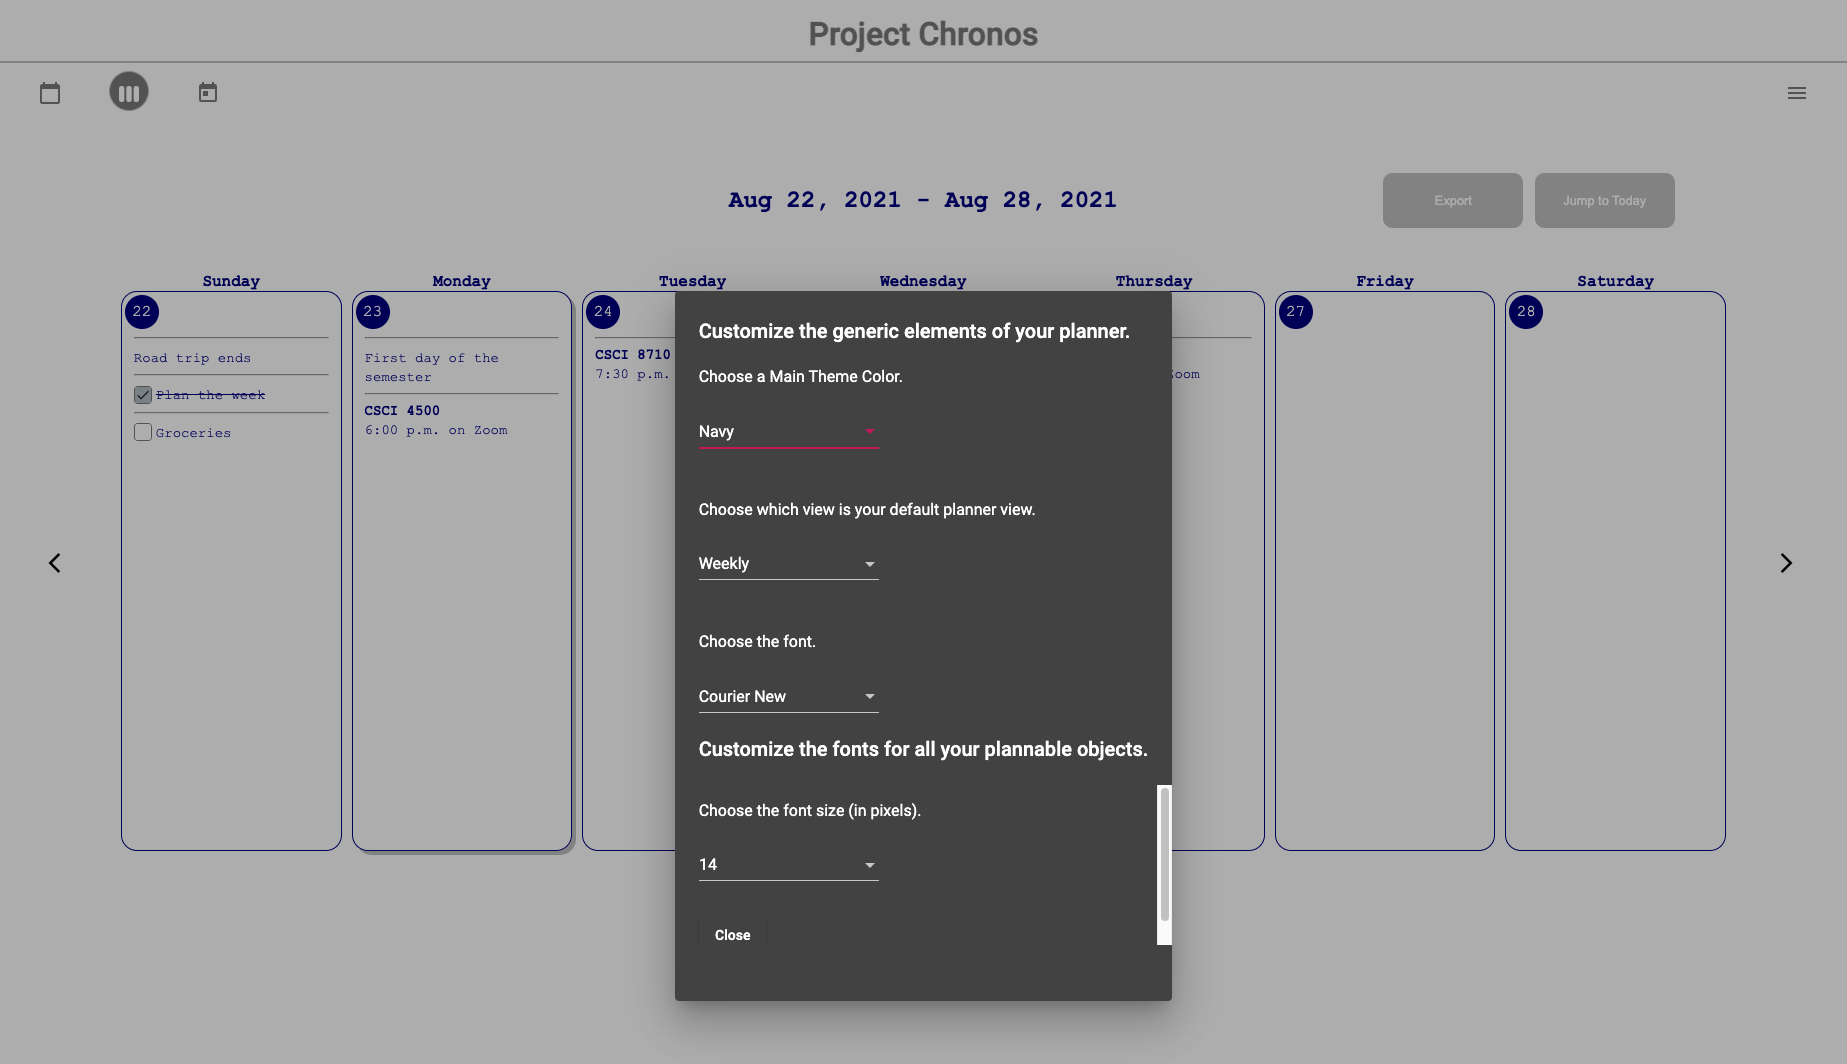 Project Chronos
Aug 22, 2021 - Aug 28, 2021
Export
Jump to Today
Sunday
Monday
Tuesday
Wednesday
Thursday
Friday
Saturday
22
Road trip ends
Plan the week
Groceries
23
First day of the
semester
CSCI 4500
6:00 p.m. on Zoom
24
CSCI 8710
7:30 p.m.
Zoom
27
28
Customize the generic elements of your planner.
Choose a Main Theme Color.
Navy
Choose which view is your default planner view.
Weekly
Choose the font.
Courier New
Customize the fonts for all your plannable objects.
Choose the font size (in pixels).
14
Close